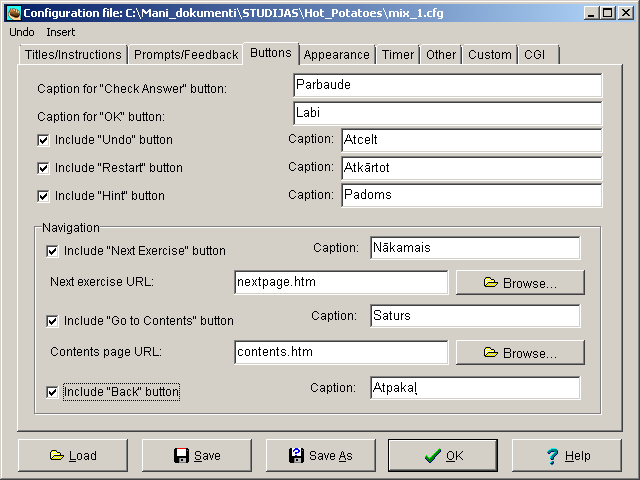 Configuration file: C:\Mani_dokumenti\STUDIJAS\Hot_Potatoes\mix_1.cfg
Undo Insert
Titles/Instructions Prompts/Feedback Buttons Appearance Timer Other Custom CGI
Caption for "Check Answer" button: Parbaude
Caption for "OK" button: Labi
Include "Undo" button Caption: Atcelt
Include "Restart" button Caption: Atkārtot
Include "Hint" button Caption: Padoms
Navigation
Include "Next Exercise" button Caption: Nākamais
Next exercise URL: nextpage.htm Browse...
Include "Go to Contents" button Caption: Saturs
Contents page URL: contents.htm Browse...
Include "Back" button Caption: Atpakaļ
Load Save Save As OK Help